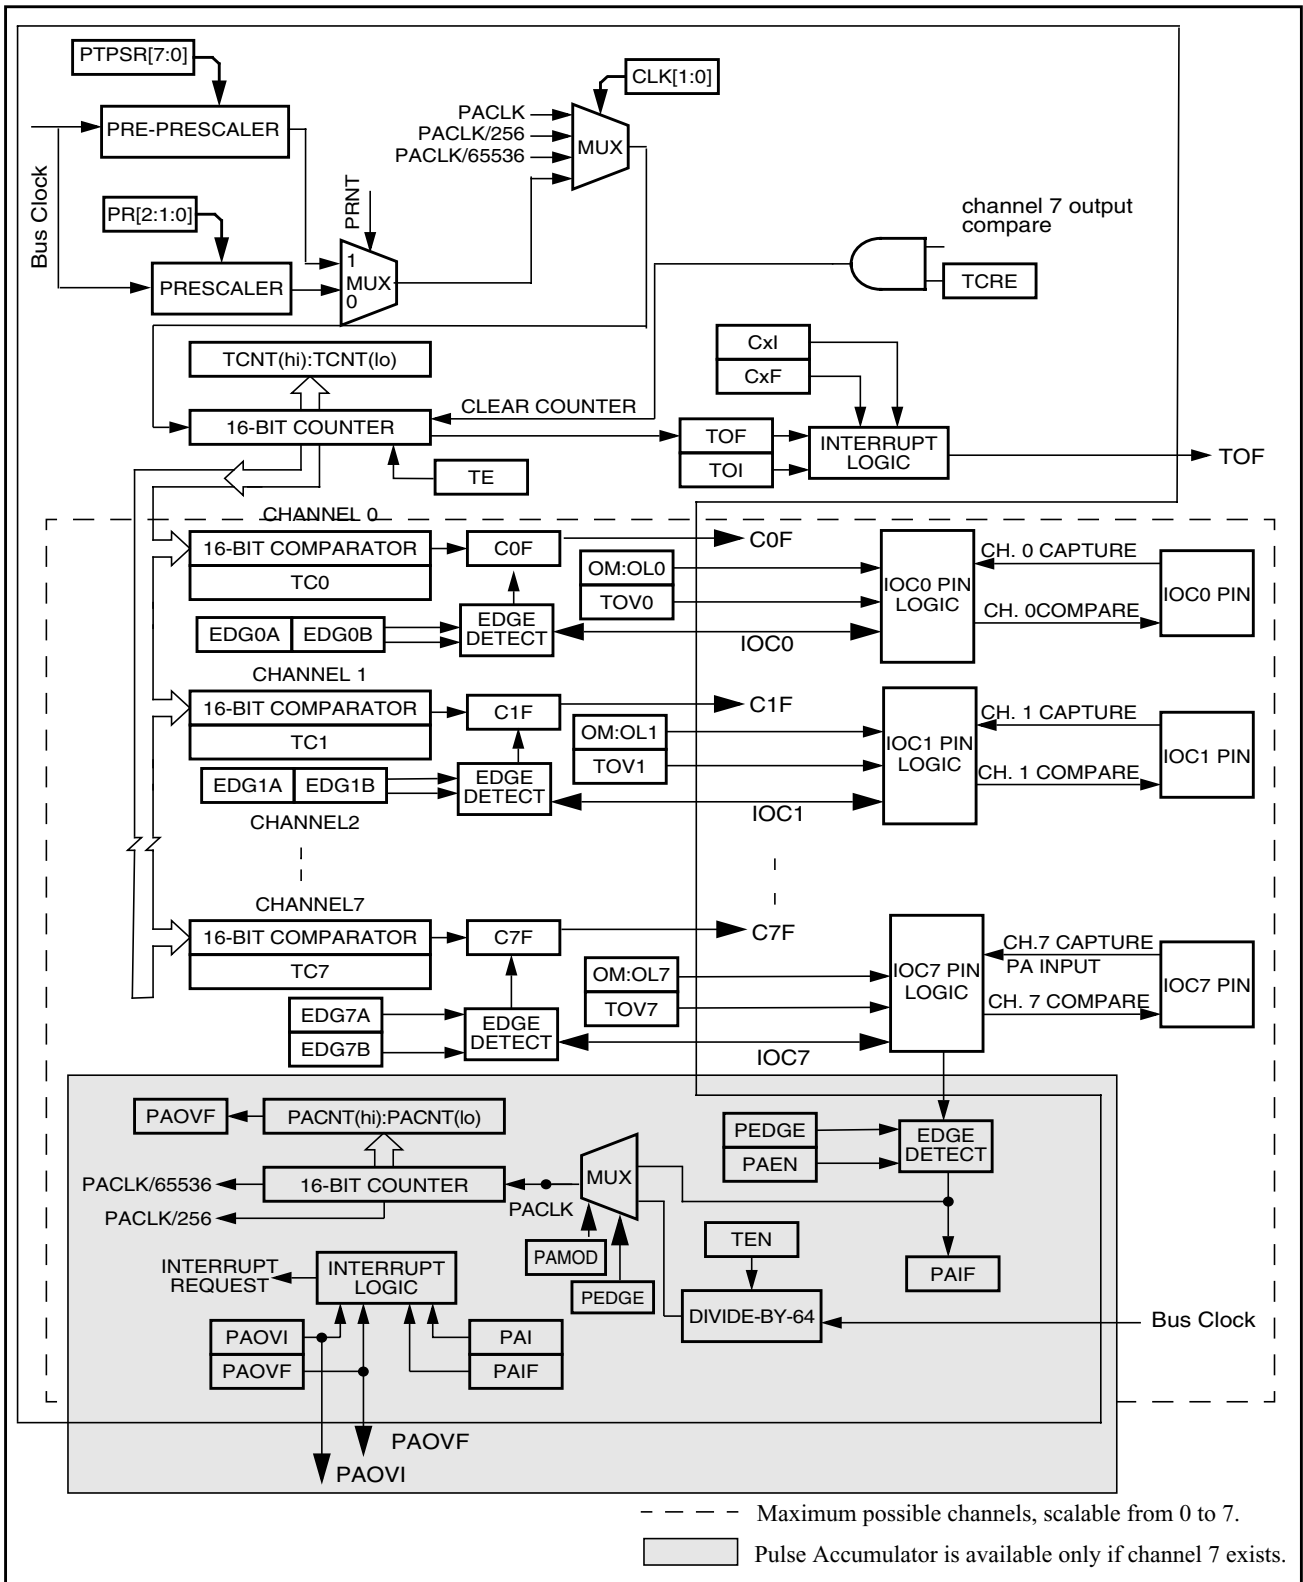 PTPSR[7:0]
CLK[1:0]
PACLK
PACLK/256
PACLK/65536
MUX
PRE-PRESCALER
Bus Clock
PR[2:1:0]
PRNT
PRESCALER
1
MUX
0
channel 7 output
compare
TCRE
TCNT(hi):TCNT(lo)
CxI
CxF
CLEAR COUNTER
16-BIT COUNTER
TE
TOF
TOI
INTERRUPT
LOGIC
TOF
CHANNEL 0
16-BIT COMPARATOR
TC0
C0F
C0F
OM:OL0
TOV0
EDG0A
EDG0B
EDGE
DETECT
IOC0
IOC0 PIN
LOGIC
CH. 0 CAPTURE
CH. 0COMPARE
IOC0 PIN
CHANNEL 1
16-BIT COMPARATOR
TC1
C1F
C1F
OM:OL1
TOV1
EDG1A
EDG1B
EDGE
DETECT
IOC1
IOC1 PIN
LOGIC
CH. 1 CAPTURE
CH. 1 COMPARE
IOC1 PIN
CHANNEL2
CHANNEL7
16-BIT COMPARATOR
TC7
C7F
C7F
OM:OL7
TOV7
EDG7A
EDG7B
EDGE
DETECT
IOC7
IOC7 PIN
LOGIC
CH.7 CAPTURE
PA INPUT
CH. 7 COMPARE
IOC7 PIN
PAOVF
PACNT(hi):PACNT(lo)
PEDGE
PAEN
EDGE
DETECT
PACLK/65536
PACLK/256
16-BIT COUNTER
PACLK
MUX
PAMOD
PEDGE
TEN
DIVIDE-BY-64
PAIF
Bus Clock
INTERRUPT
REQUEST
INTERRUPT
LOGIC
PAOVI
PAOVF
PAI
PAIF
PAOVF
PAOVI
Maximum possible channels, scalable from 0 to 7.
Pulse Accumulator is available only if channel 7 exists.